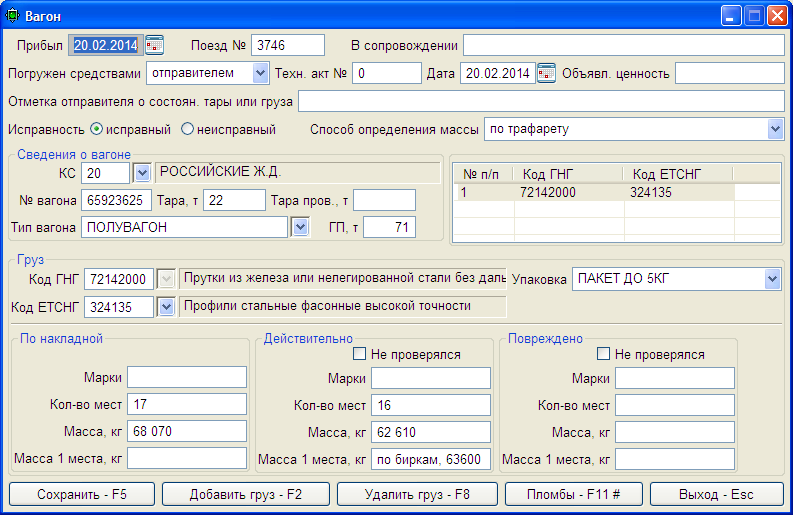 Вагон
Прибыл 20.02.2014 Поезд № 3746 В сопровождении
Погружен средствами отправителем Техн. акт № 0 Дата 20.02.2014 Объявл. ценность
Отметка отправителя о состоян. тары или груза
Исправность исправный неисправный Способ определения массы по трафарету
Сведения о вагоне
КС 20 РОССИЙСКИЕ Ж.Д.
№ вагона 65923625 Тара, т 22 Тара пров., т
Тип вагона ПОЛУВАГОН ГП, т 71
№ п/п Код ГНГ Код ЕТСНГ
1 72142000 324135
Груз
Код ГНГ 72142000 Прутки из железа или нелегированной стали без даль Упаковка ПАКЕТ ДО 5КГ
Код ЕТСНГ 324135 Профили стальные фасонные высокой точности
По накладной
Марки
Кол-во мест 17
Масса, кг 68 070
Масса 1 места, кг
Действительно
Не проверялся
Марки
Кол-во мест 16
Масса, кг 62 610
Масса 1 места, кг по биркам, 63600
Повреждено
Не проверялся
Марки
Кол-во мест
Масса, кг
Масса 1 места, кг
Сохранить - F5 Добавить груз - F2 Удалить груз - F8 Пломбы - F11 # Выход - Esc